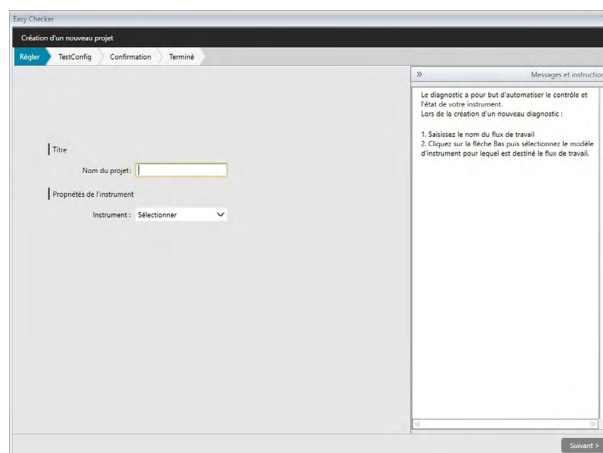 Easy Checker
Création d'un nouveau projet
Régler
TestConfig
Confirmation
Terminé
Titre
Nom du projet :
Propriétés de l'instrument
Instrument :
Sélectionner
»
Messages et instruction
Le diagnostic a pour but d'automatiser le contrôle et
l'état de votre instrument.
Lors de la création d'un nouveau diagnostic :
1. Saisissez le nom du flux de travail
2. Cliquez sur la flèche Bas puis sélectionnez le modèle
d'instrument pour lequel est destiné le flux de travail.
Suivant >